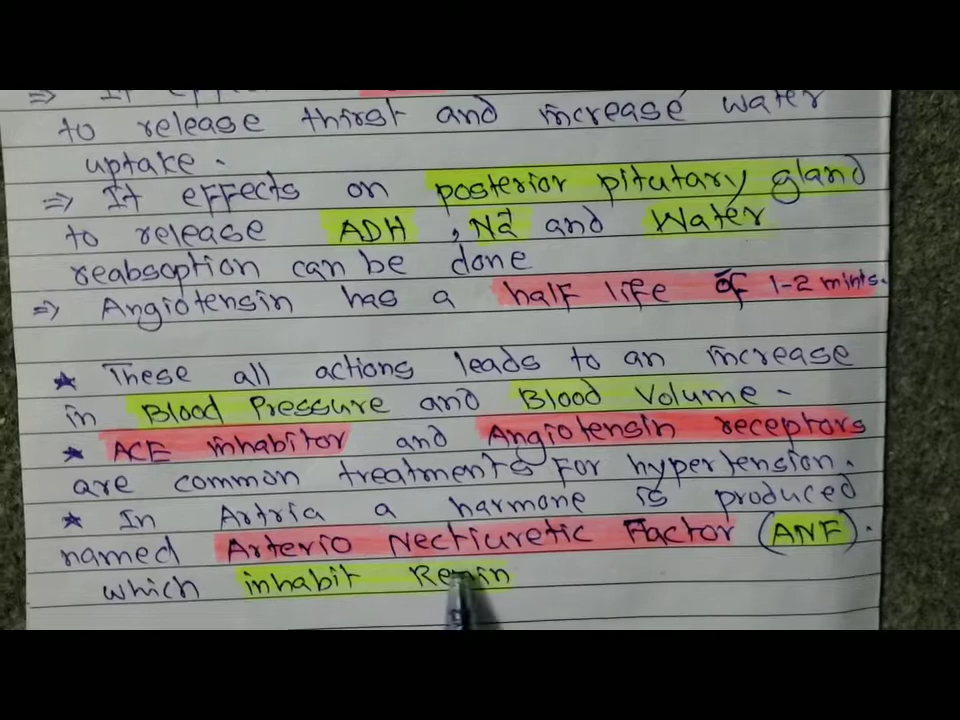 to release thirst and increase water
uptake.
⇒ It effects on posterior pitutary gland
to release ADH, Na⁺ and Water
reabsoption can be done
⇒ Angiotensin has a half life of 1-2 mints.
★ These all actions leads to an increase
in Blood Pressure and Blood Volume -
★ ACE inhabitor and Angiotensin receptors
are common treatments for hypertension.
★ In Artria a harmone is produced
named Arterio Nectiuretic Factor (ANF).
which inhabit Renin